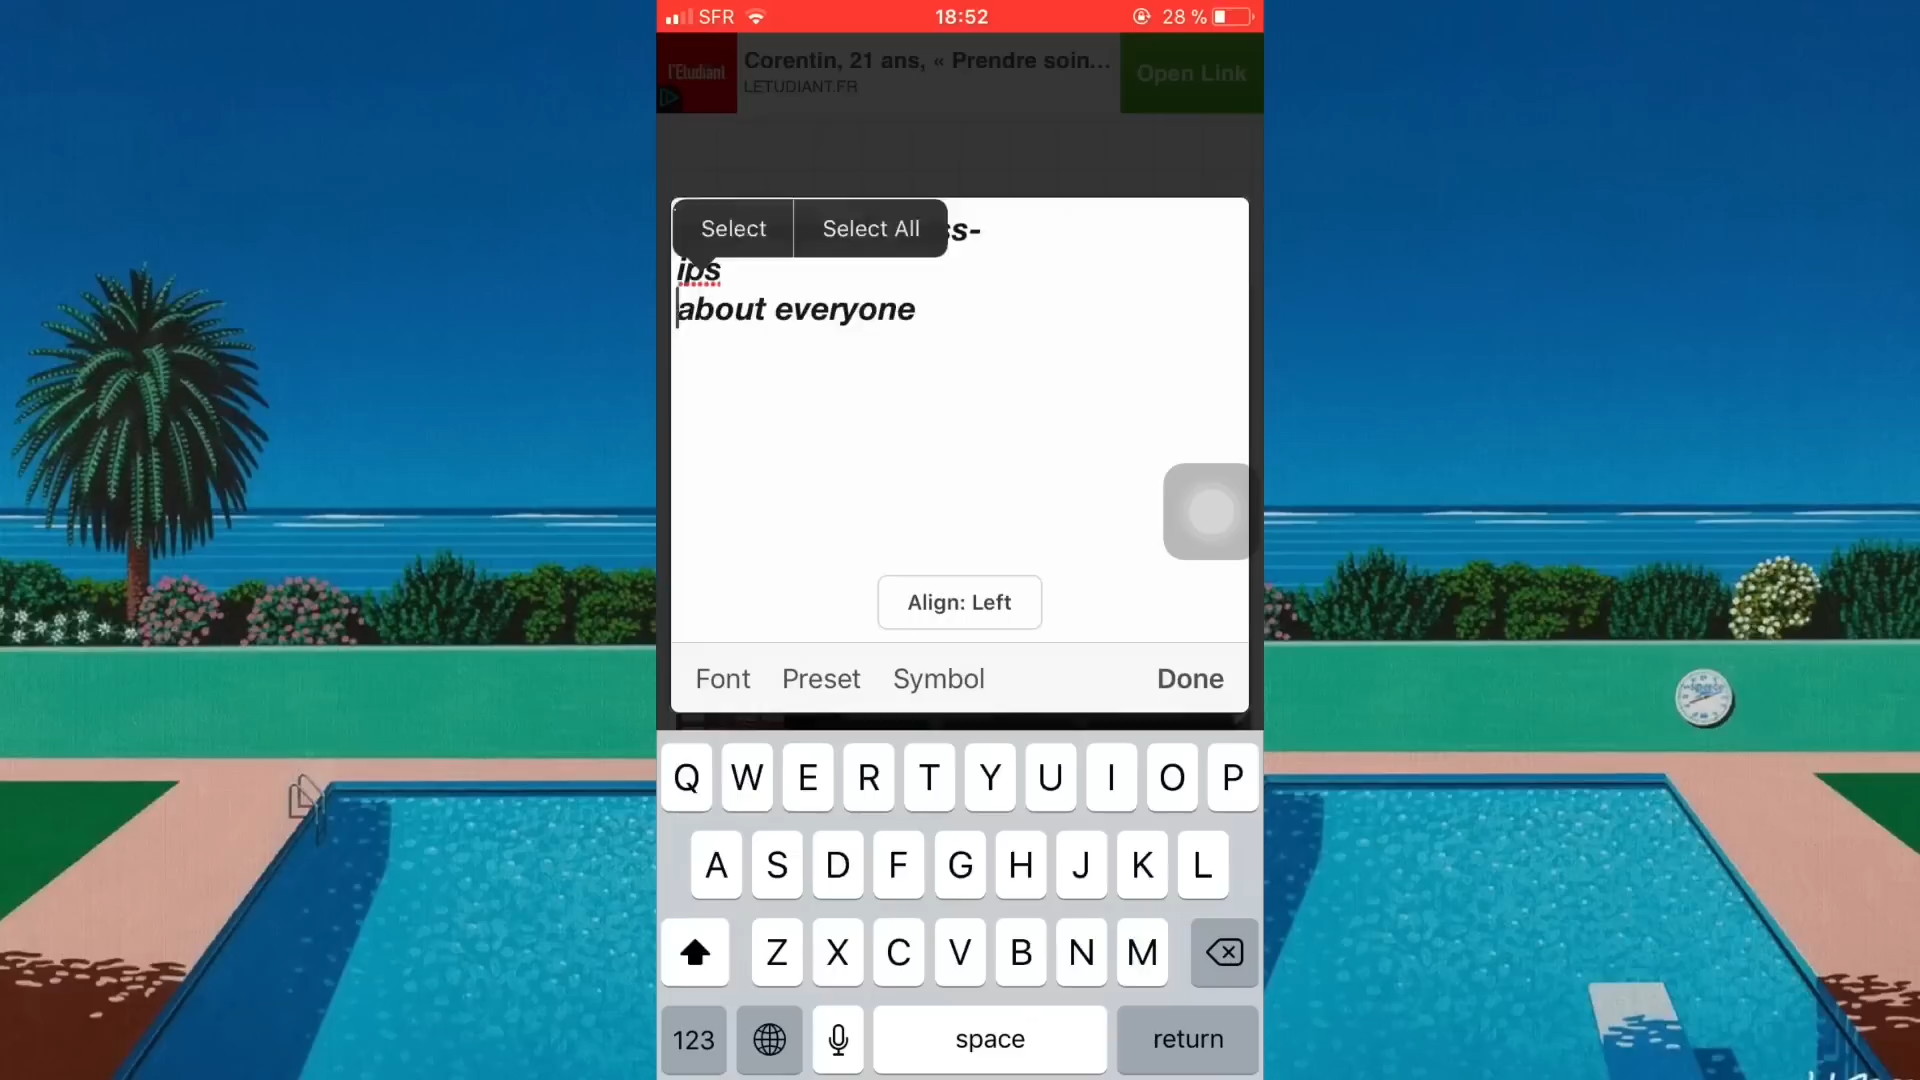 SFR 18:52 28 %
l'Etudiant
Corentin, 21 ans, « Prendre soin...
LETUDIANT.FR
Open Link
Select Select All ss-
ips
about everyone
Align: Left
Font Preset Symbol Done
Q W E R T Y U I O P
A S D F G H J K L
Z X C V B N M
123 space return